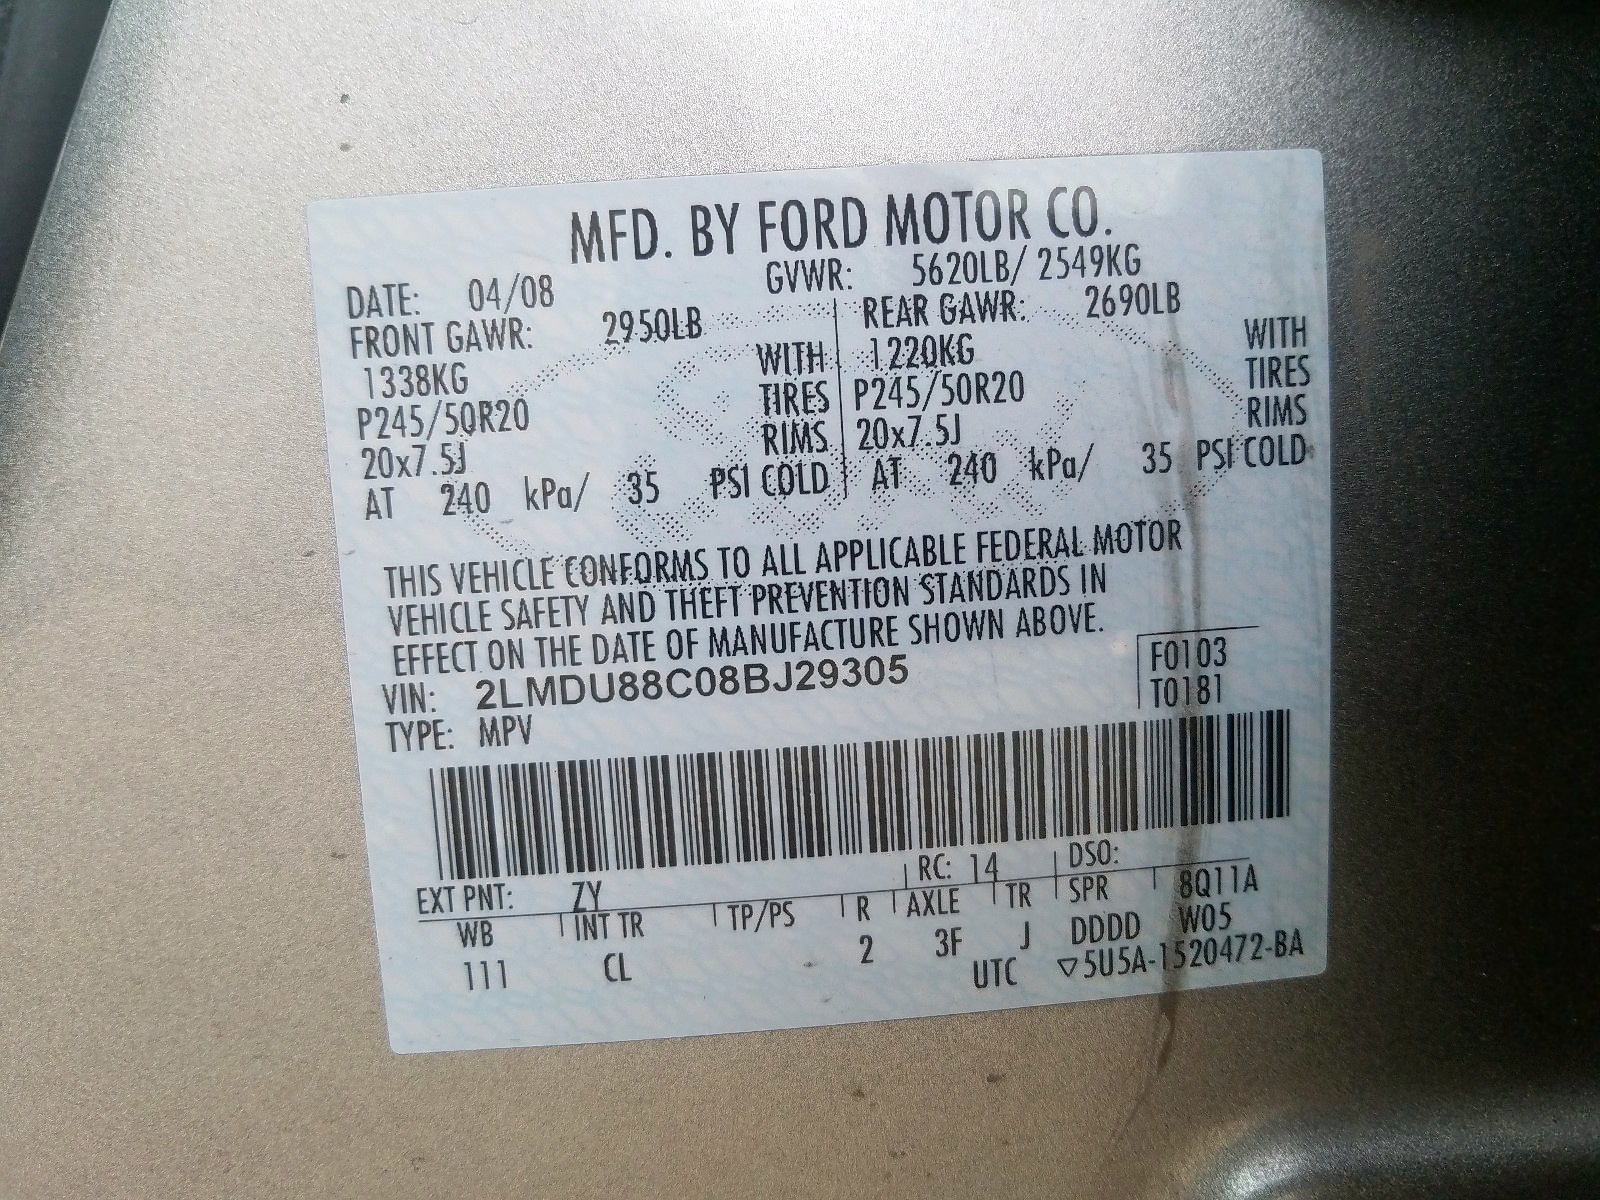 MFD. BY FORD MOTOR CO.
DATE: 04/08 GVWR: 5620LB/ 2549KG
FRONT GAWR: 2950LB REAR GAWR: 2690LB
1338KG WITH 1220KG WITH
P245/50R20 TIRES P245/50R20 TIRES
20x7.5J RIMS 20x7.5J RIMS
AT 240 kPa/ 35 PSI COLD AT 240 kPa/ 35 PSI COLD
THIS VEHICLE CONFORMS TO ALL APPLICABLE FEDERAL MOTOR
VEHICLE SAFETY AND THEFT PREVENTION STANDARDS IN
EFFECT ON THE DATE OF MANUFACTURE SHOWN ABOVE.
VIN: 2LMDU88C08BJ29305 F0103
TYPE: MPV T0181
EXT PNT: ZY RC: 14 DSO:
WB INT TR TP/PS R AXLE TR SPR 8Q11A
111 CL 2 3F J DDDD W05
UTC ▽5U5A-1520472-BA